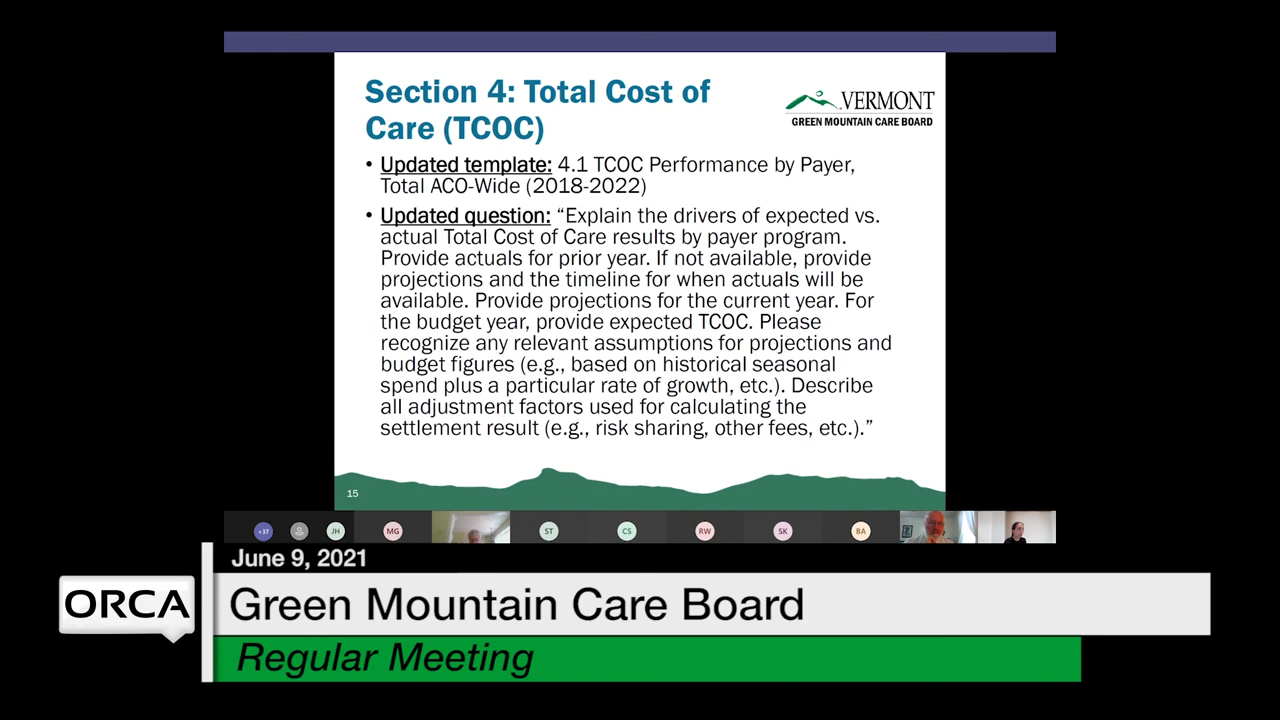 Section 4: Total Cost of
Care (TCOC)
VERMONT
GREEN MOUNTAIN CARE BOARD
• Updated template: 4.1 TCOC Performance by Payer,
Total ACO-Wide (2018-2022)
• Updated question: “Explain the drivers of expected vs.
actual Total Cost of Care results by payer program.
Provide actuals for prior year. If not available, provide
projections and the timeline for when actuals will be
available. Provide projections for the current year. For
the budget year, provide expected TCOC. Please
recognize any relevant assumptions for projections and
budget figures (e.g., based on historical seasonal
spend plus a particular rate of growth, etc.). Describe
all adjustment factors used for calculating the
settlement result (e.g., risk sharing, other fees, etc.).”
15
+37 JH MG ST CS RW SK BA
June 9, 2021
ORCA
Green Mountain Care Board
Regular Meeting